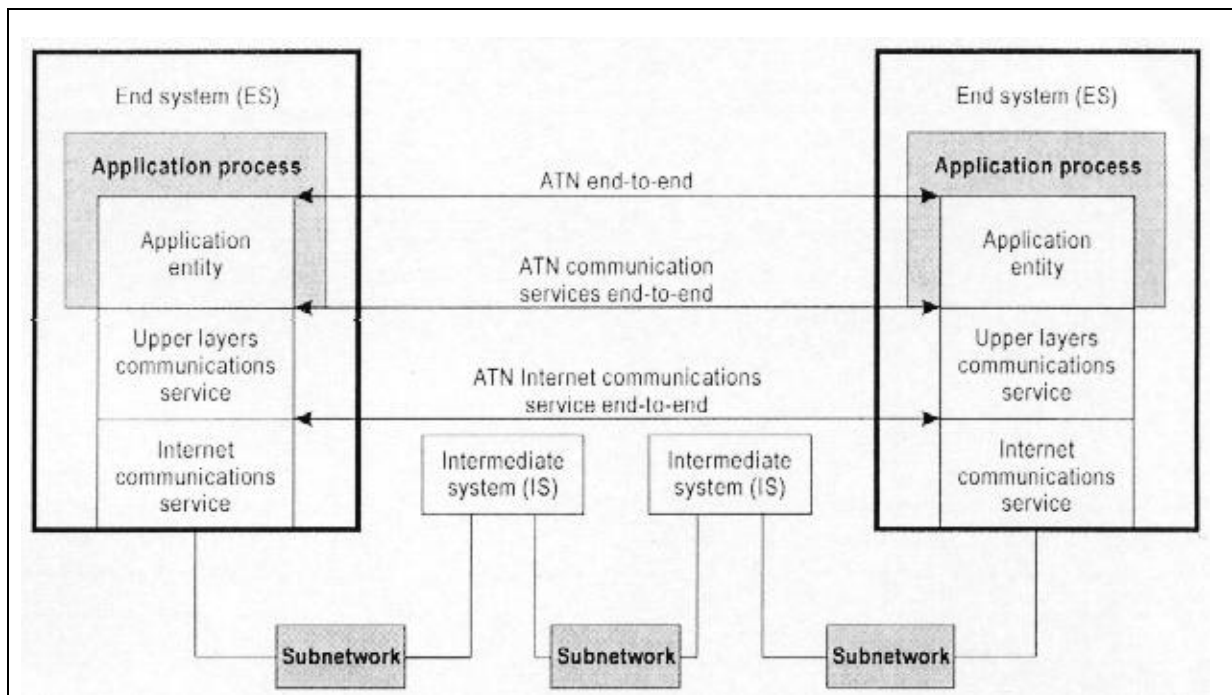 End system (ES)
Application process
Application
entity
Upper layers
communications
service
Internet
communications
service
ATN end-to-end
ATN communication
services end-to-end
ATN Internet communications
service end-to-end
Intermediate
system (IS)
Intermediate
system (IS)
End system (ES)
Application process
Application
entity
Upper layers
communications
service
Internet
communications
service
Subnetwork
Subnetwork
Subnetwork